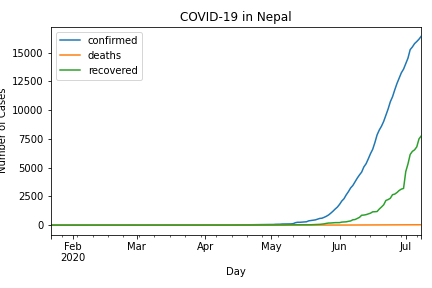 COVID-19 in Nepal
confirmed
deaths
recovered
Number of Cases
15000
12500
10000
7500
5000
2500
0
Feb
2020
Mar
Apr
May
Jun
Jul
Day